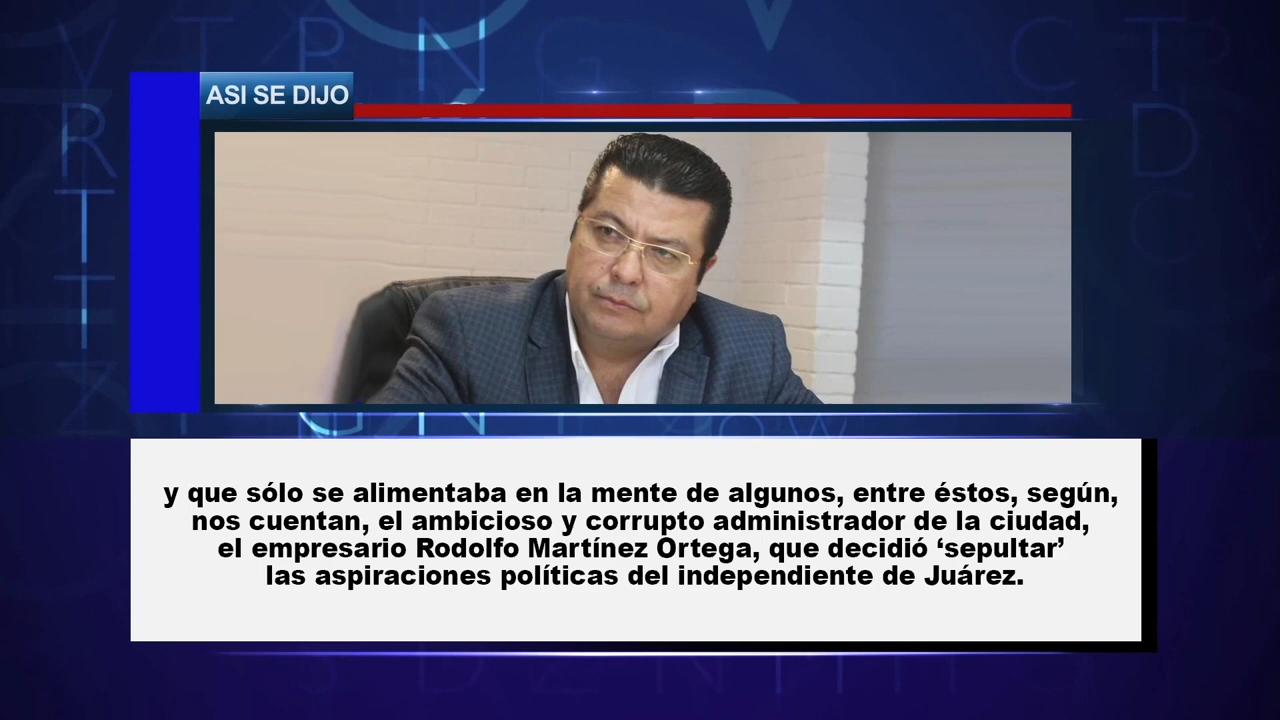 ASI SE DIJO
y que sólo se alimentaba en la mente de algunos, entre éstos, según,
nos cuentan, el ambicioso y corrupto administrador de la ciudad,
el empresario Rodolfo Martínez Ortega, que decidió ‘sepultar’
las aspiraciones políticas del independiente de Juárez.